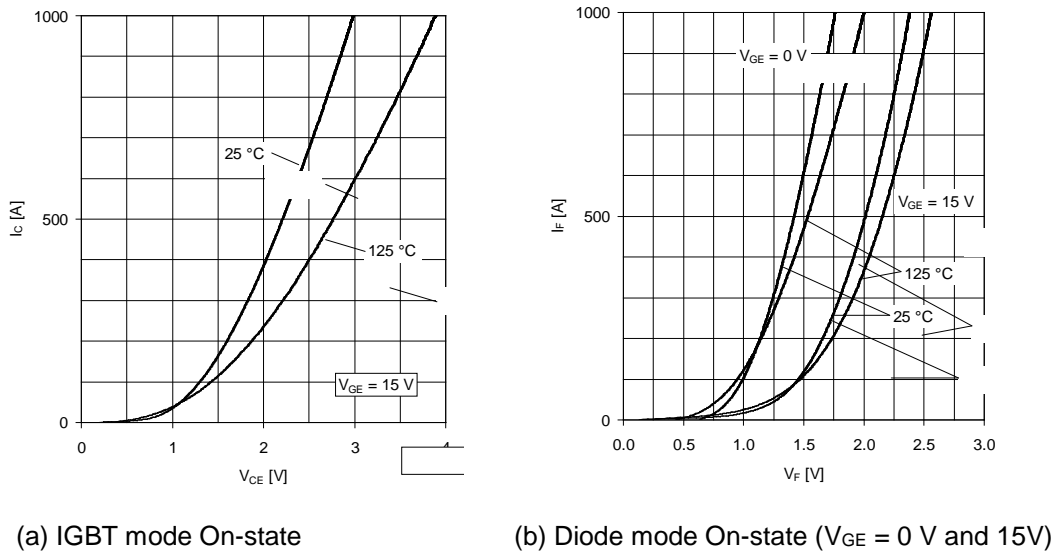 1000
25 °C
500
I_C [A]
125 °C
V_GE = 15 V
0
0 1 2 3 4
V_CE [V]
1000
V_GE = 0 V
500
I_F [A]
V_GE = 15 V
125 °C
25 °C
0
0.0 0.5 1.0 1.5 2.0 2.5 3.0
V_F [V]
(a) IGBT mode On-state
(b) Diode mode On-state (V_GE = 0 V and 15V)